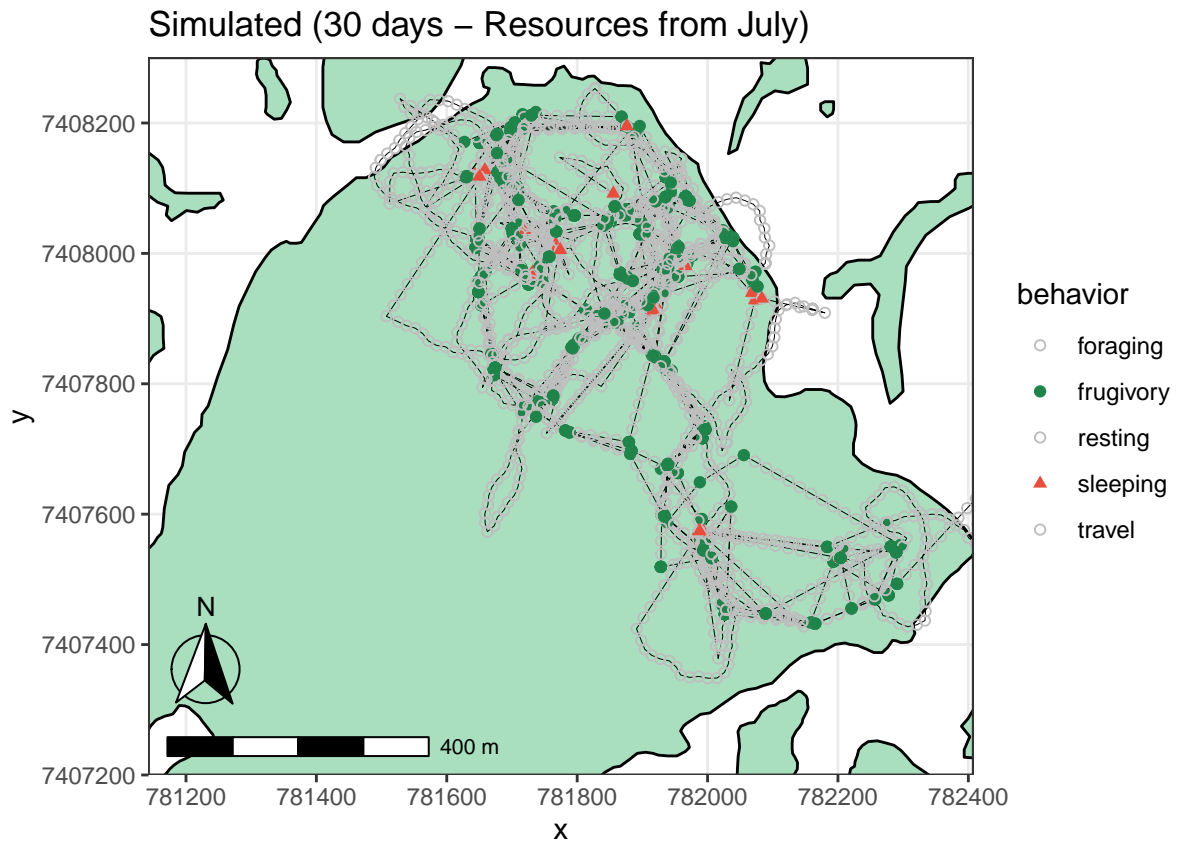 Simulated (30 days – Resources from July)
y
7408200
7408000
7407800
7407600
7407400
7407200
N
400 m
781200 781400 781600 781800 782000 782200 782400
x
behavior
foraging
frugivory
resting
sleeping
travel